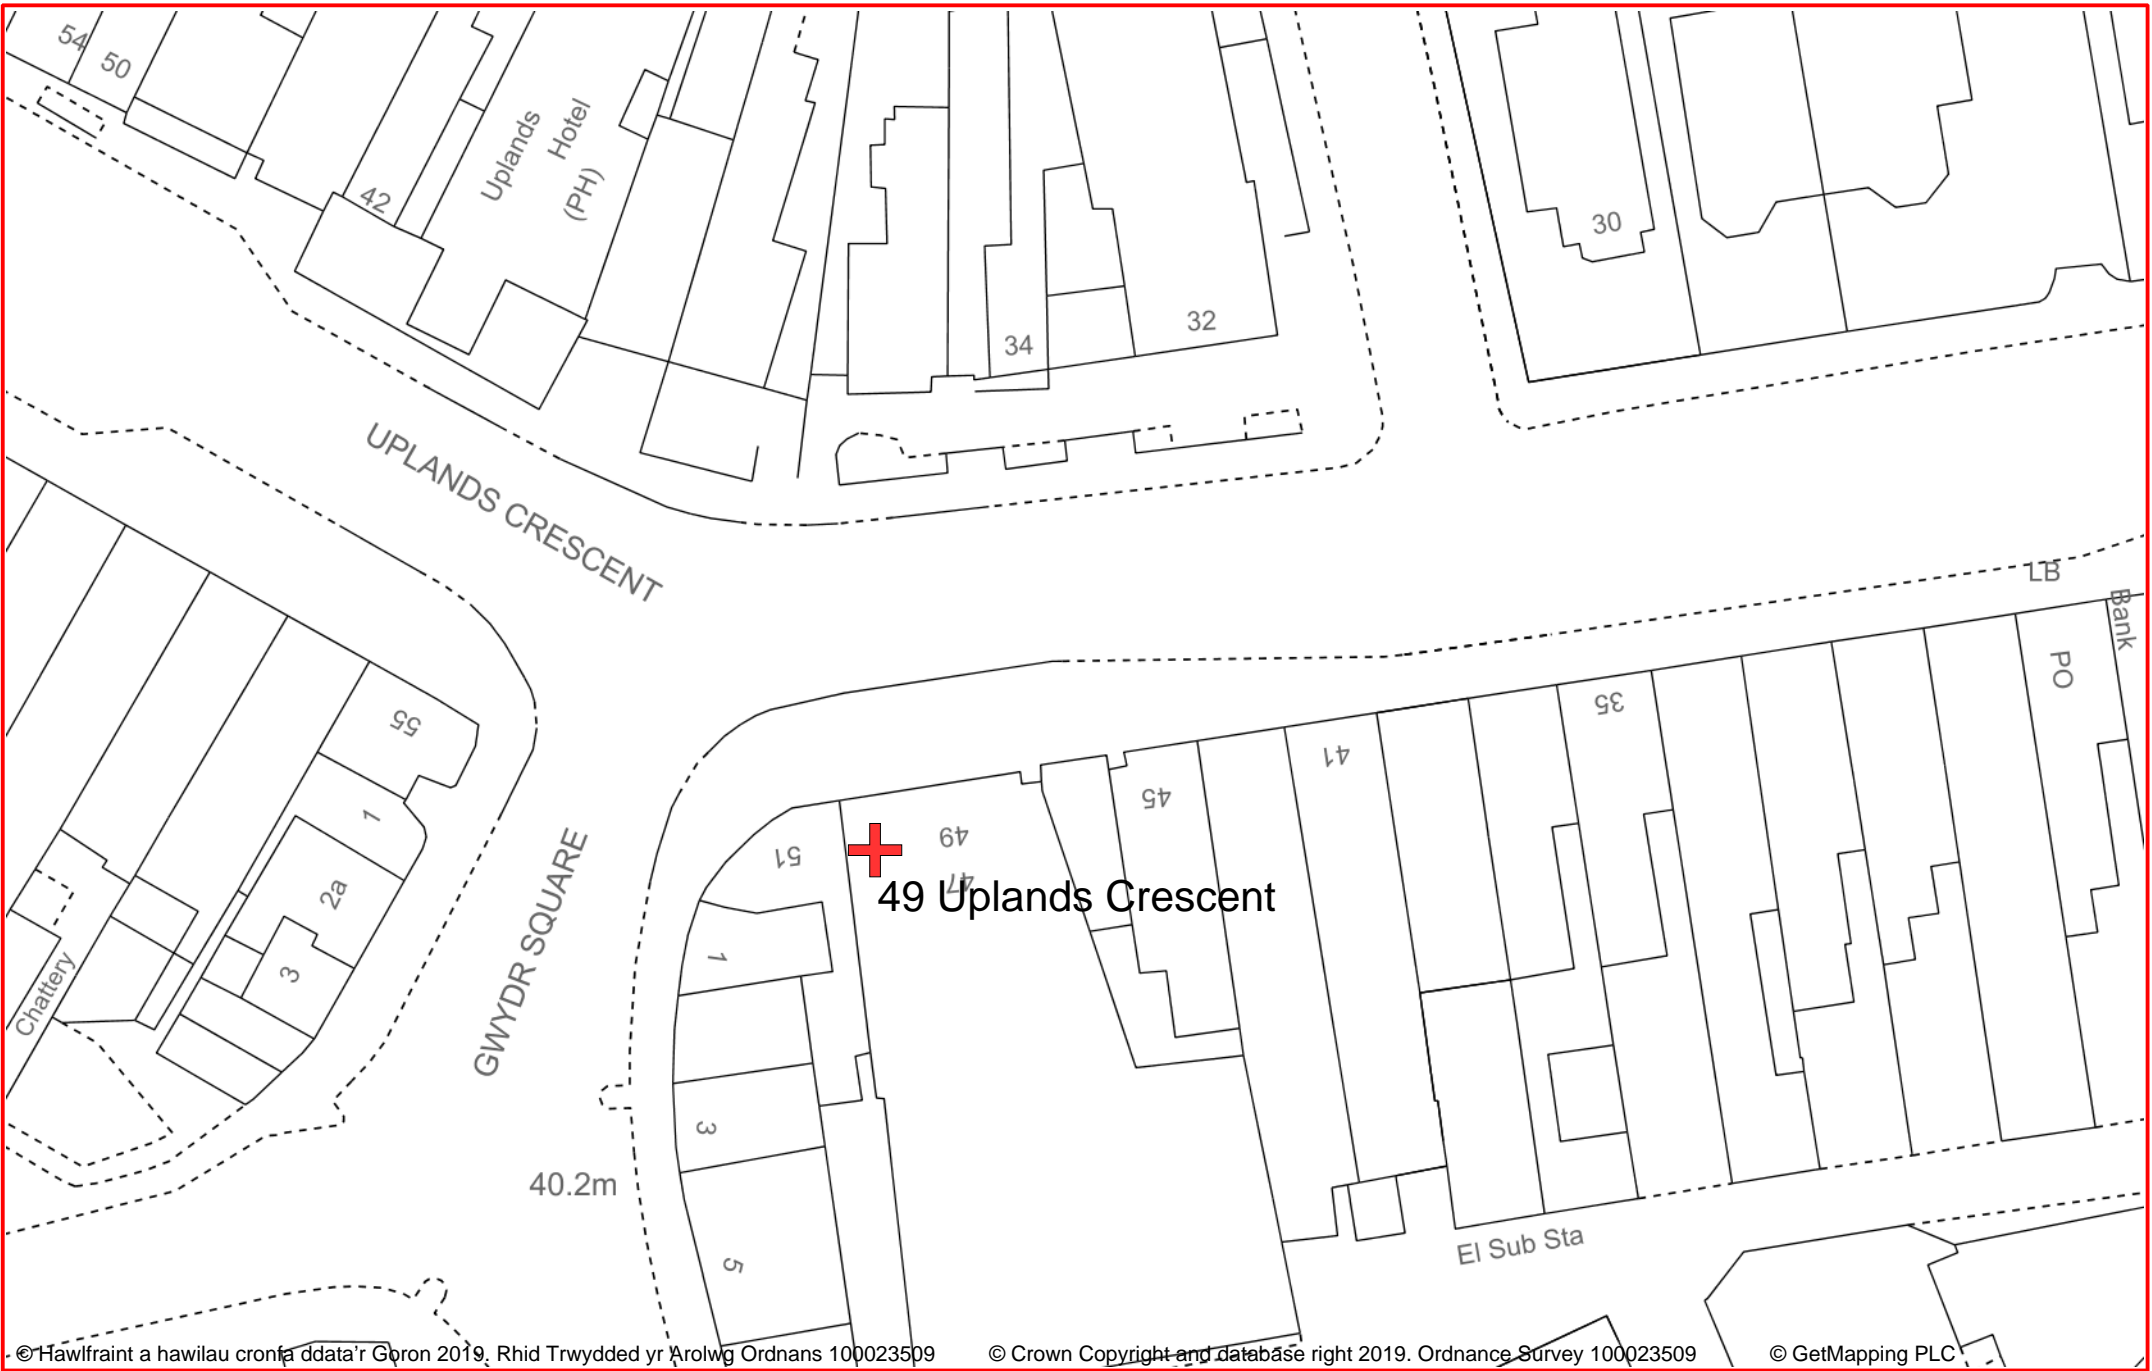 54
50
42
Uplands
Hotel
(PH)
34
32
30
UPLANDS CRESCENT
LB
Bank
PO
35
41
45
49
47
51
49 Uplands Crescent
55
1
2a
3
Chattery
GWYDR SQUARE
1
3
5
40.2m
El Sub Sta
© Hawlfraint a hawilau cronfa ddata'r Goron 2019. Rhid Trwydded yr Arolwg Ordnans 100023509 © Crown Copyright and database right 2019. Ordnance Survey 100023509 © GetMapping PLC